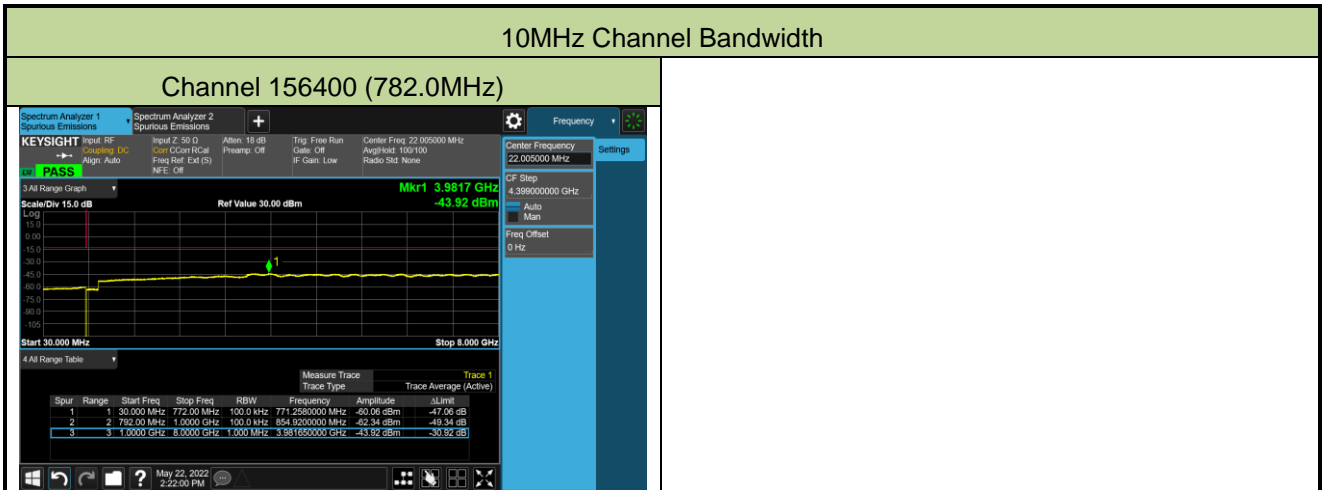 10MHz Channel Bandwidth
Channel 156400 (782.0MHz)
Spectrum Analyzer 1
Spurious Emissions
Spectrum Analyzer 2
Spurious Emissions
+
Frequency
KEYSIGHT
Input: RF
Coupling: DC
Align: Auto
Input Z: 50 Ω
Corr CCorr RCal
Freq Ref: Ext (S)
NFE: Off
Atten: 18 dB
Preamp: Off
Trig: Free Run
Gate: Off
IF Gain: Low
Center Freq: 22.005000 MHz
Avg|Hold: 100/100
Radio Std: None
PASS
Center Frequency
22.005000 MHz
Settings
CF Step
4.399000000 GHz
Auto
Man
Freq Offset
0 Hz
3 All Range Graph
Mkr1 3.9817 GHz
-43.92 dBm
Scale/Div 15.0 dB
Ref Value 30.00 dBm
Log
15.0
0.00
-15.0
-30.0
-45.0
-60.0
-75.0
-90.0
-105
1
Start 30.000 MHz
Stop 8.000 GHz
4 All Range Table
Measure Trace Trace 1
Trace Type Trace Average (Active)
Spur Range Start Freq Stop Freq RBW Frequency Amplitude ΔLimit
1 1 30.000 MHz 772.00 MHz 100.0 kHz 771.2580000 MHz -60.06 dBm -47.06 dB
2 2 792.00 MHz 1.0000 GHz 100.0 kHz 854.9200000 MHz -62.34 dBm -49.34 dB
3 3 1.0000 GHz 8.0000 GHz 1.000 MHz 3.981650000 GHz -43.92 dBm -30.92 dB
?
May 22, 2022
2:22:00 PM